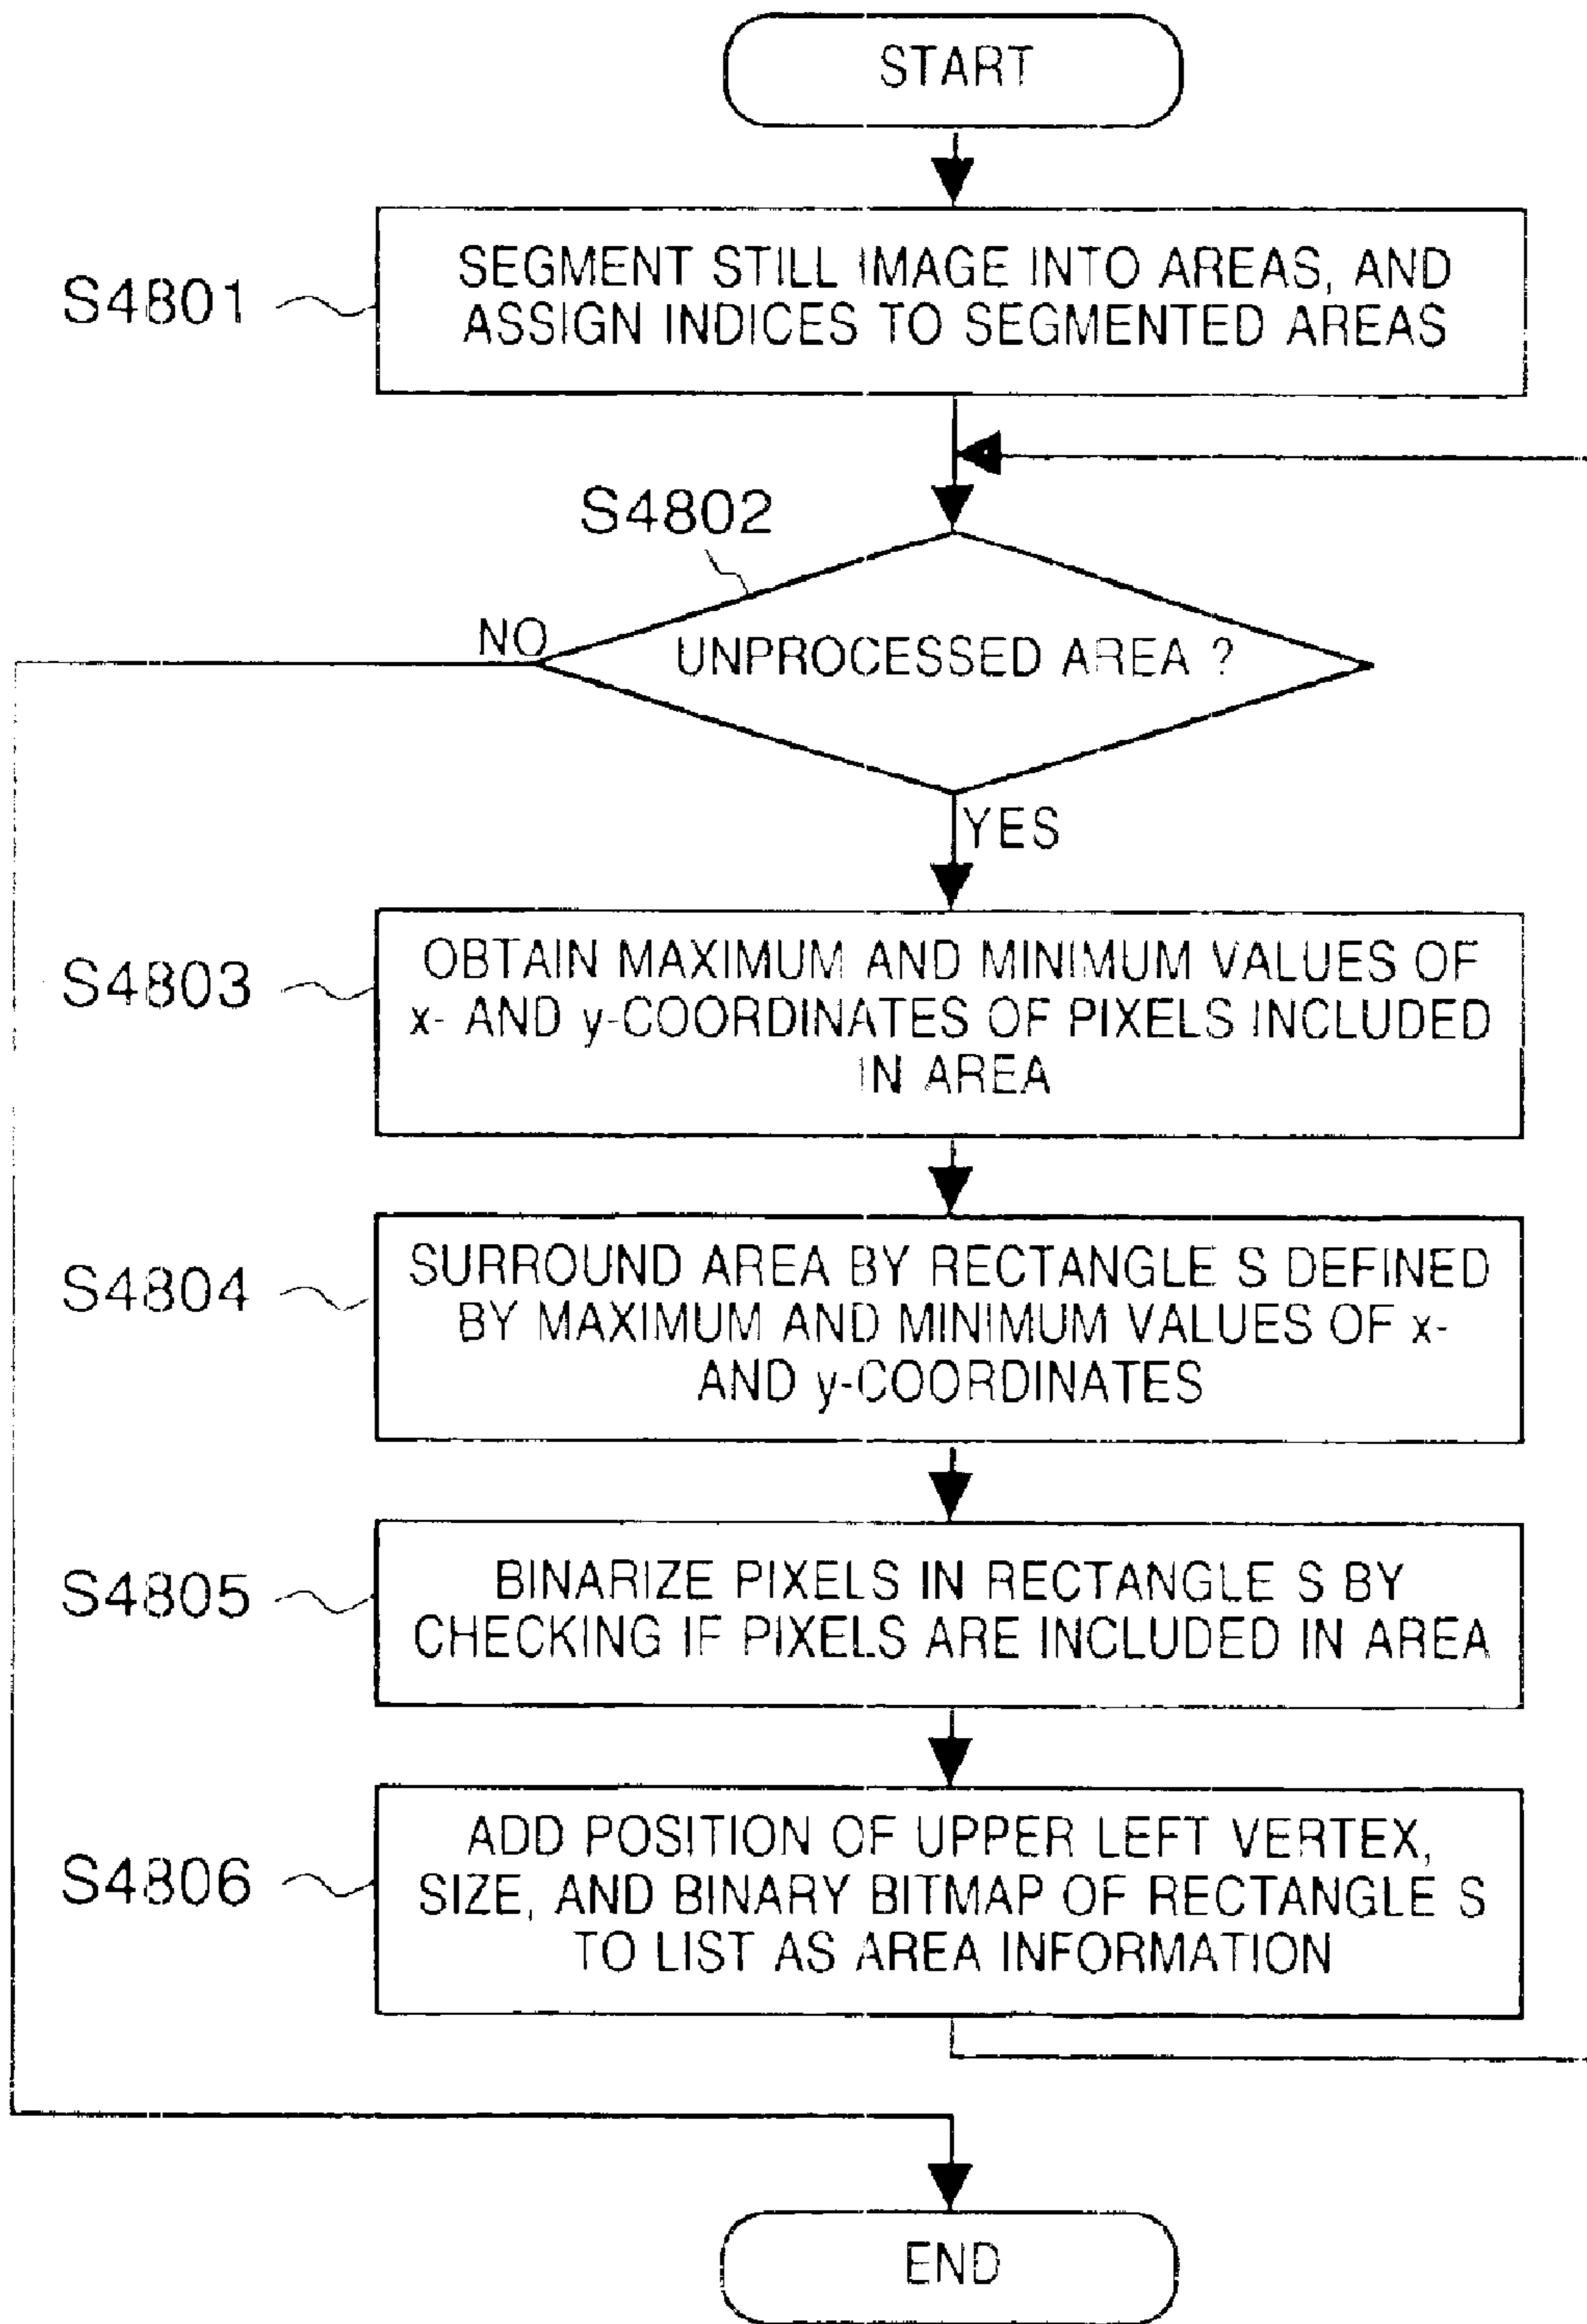 START
S4801
SEGMENT STILL IMAGE INTO AREAS, AND
ASSIGN INDICES TO SEGMENTED AREAS
S4802
NO
UNPROCESSED AREA ?
YES
S4803
OBTAIN MAXIMUM AND MINIMUM VALUES OF
x- AND y-COORDINATES OF PIXELS INCLUDED
IN AREA
S4804
SURROUND AREA BY RECTANGLE S DEFINED
BY MAXIMUM AND MINIMUM VALUES OF x-
AND y-COORDINATES
S4805
BINARIZE PIXELS IN RECTANGLE S BY
CHECKING IF PIXELS ARE INCLUDED IN AREA
S4806
ADD POSITION OF UPPER LEFT VERTEX,
SIZE, AND BINARY BITMAP OF RECTANGLE S
TO LIST AS AREA INFORMATION
END